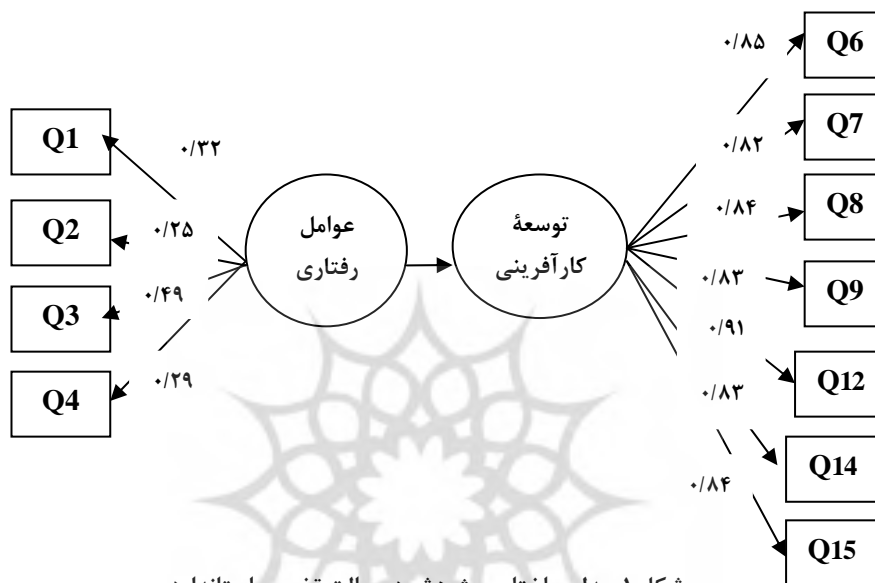 Q1
Q2
Q3
Q4
۰/۳۲
۰/۲۵
۰/۴۹
۰/۲۹
عوامل
رفتاری
توسعۀ
کارآفرینی
۰/۸۵
۰/۸۲
۰/۸۴
۰/۸۳
۰/۹۱
۰/۸۳
۰/۸۴
Q6
Q7
Q8
Q9
Q12
Q14
Q15